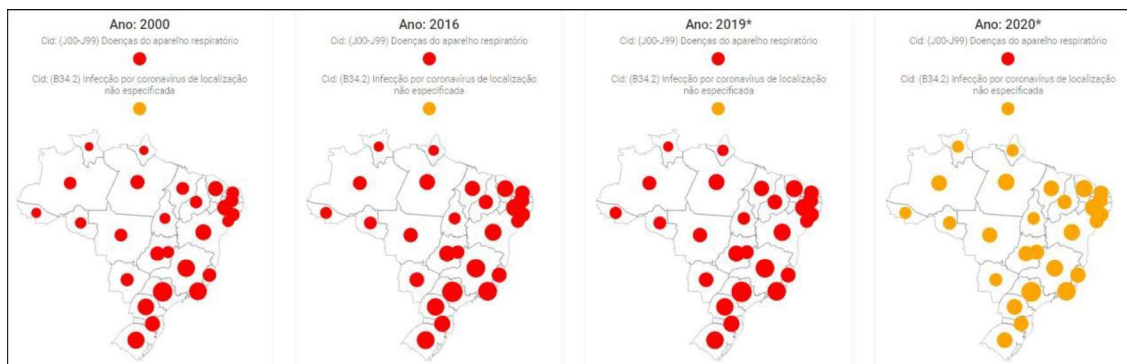 Ano: 2000
Cid: (J00-J99) Doenças do aparelho respiratório
Cid: (B34.2) Infecção por coronavírus de localização
não especificada
Ano: 2016
Cid: (J00-J99) Doenças do aparelho respiratório
Cid: (B34.2) Infecção por coronavírus de localização
não especificada
Ano: 2019*
Cid: (J00-J99) Doenças do aparelho respiratório
Cid: (B34.2) Infecção por coronavírus de localização
não especificada
Ano: 2020*
Cid: (J00-J99) Doenças do aparelho respiratório
Cid: (B34.2) Infecção por coronavírus de localização
não especificada